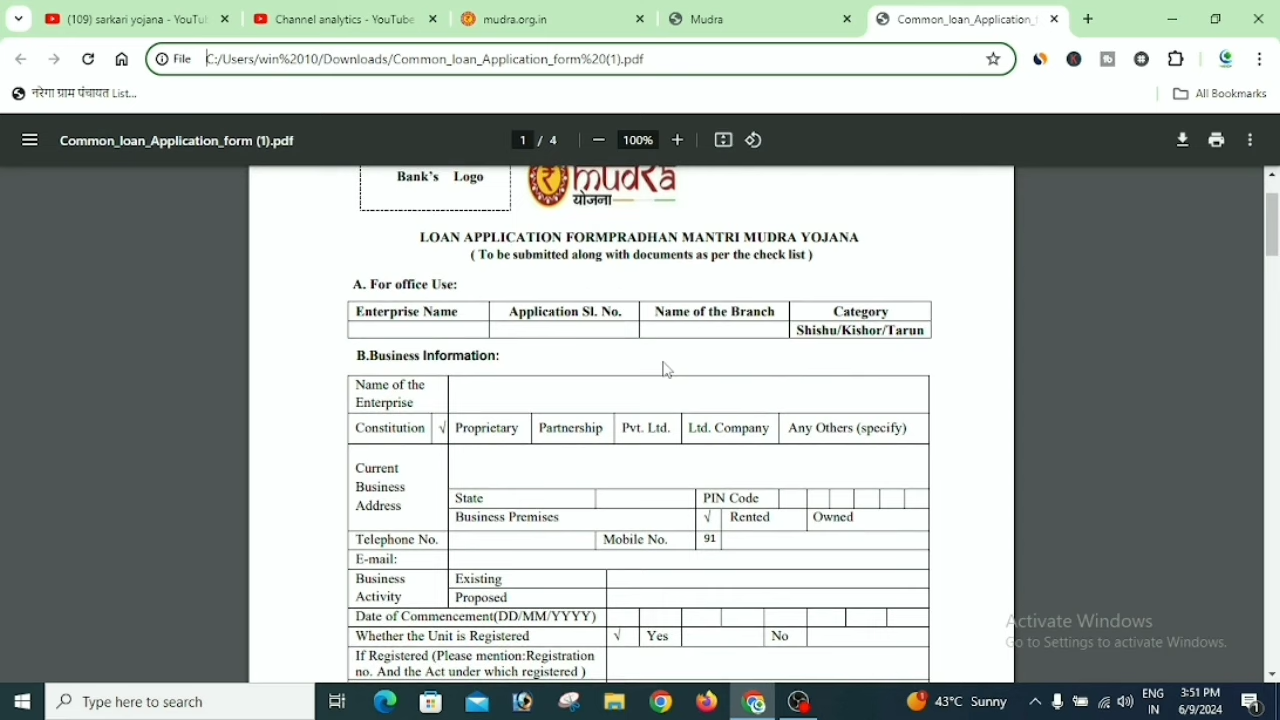 (109) sarkari yojana - YouTu
Channel analytics - YouTube
mudra.org.in
Mudra
Common_loan_Application_
File C:/Users/win%2010/Downloads/Common_loan_Application_form%20(1).pdf
नरेगा ग्राम पंचायत List...
All Bookmarks
Common_loan_Application_form (1).pdf
1 / 4
100%
Bank's Logo
mudra
योजना
LOAN APPLICATION FORMPRADHAN MANTRI MUDRA YOJANA
( To be submitted along with documents as per the check list )
A. For office Use:
Enterprise Name Application Sl. No. Name of the Branch Category
Shishu/Kishor/Tarun
B.Business Information:
Name of the
Enterprise
Constitution √ Proprietary Partnership Pvt. Ltd. Ltd. Company Any Others (specify)
Current
Business
Address
State PIN Code
Business Premises √ Rented Owned
Telephone No. Mobile No. 91
E-mail:
Business
Activity
Existing
Proposed
Date of Commencement(DD/MM/YYYY)
Whether the Unit is Registered √ Yes No
If Registered (Please mention:Registration
no. And the Act under which registered )
Activate Windows
Go to Settings to activate Windows.
Type here to search
43°C Sunny
ENG
IN
3:51 PM
6/9/2024
1